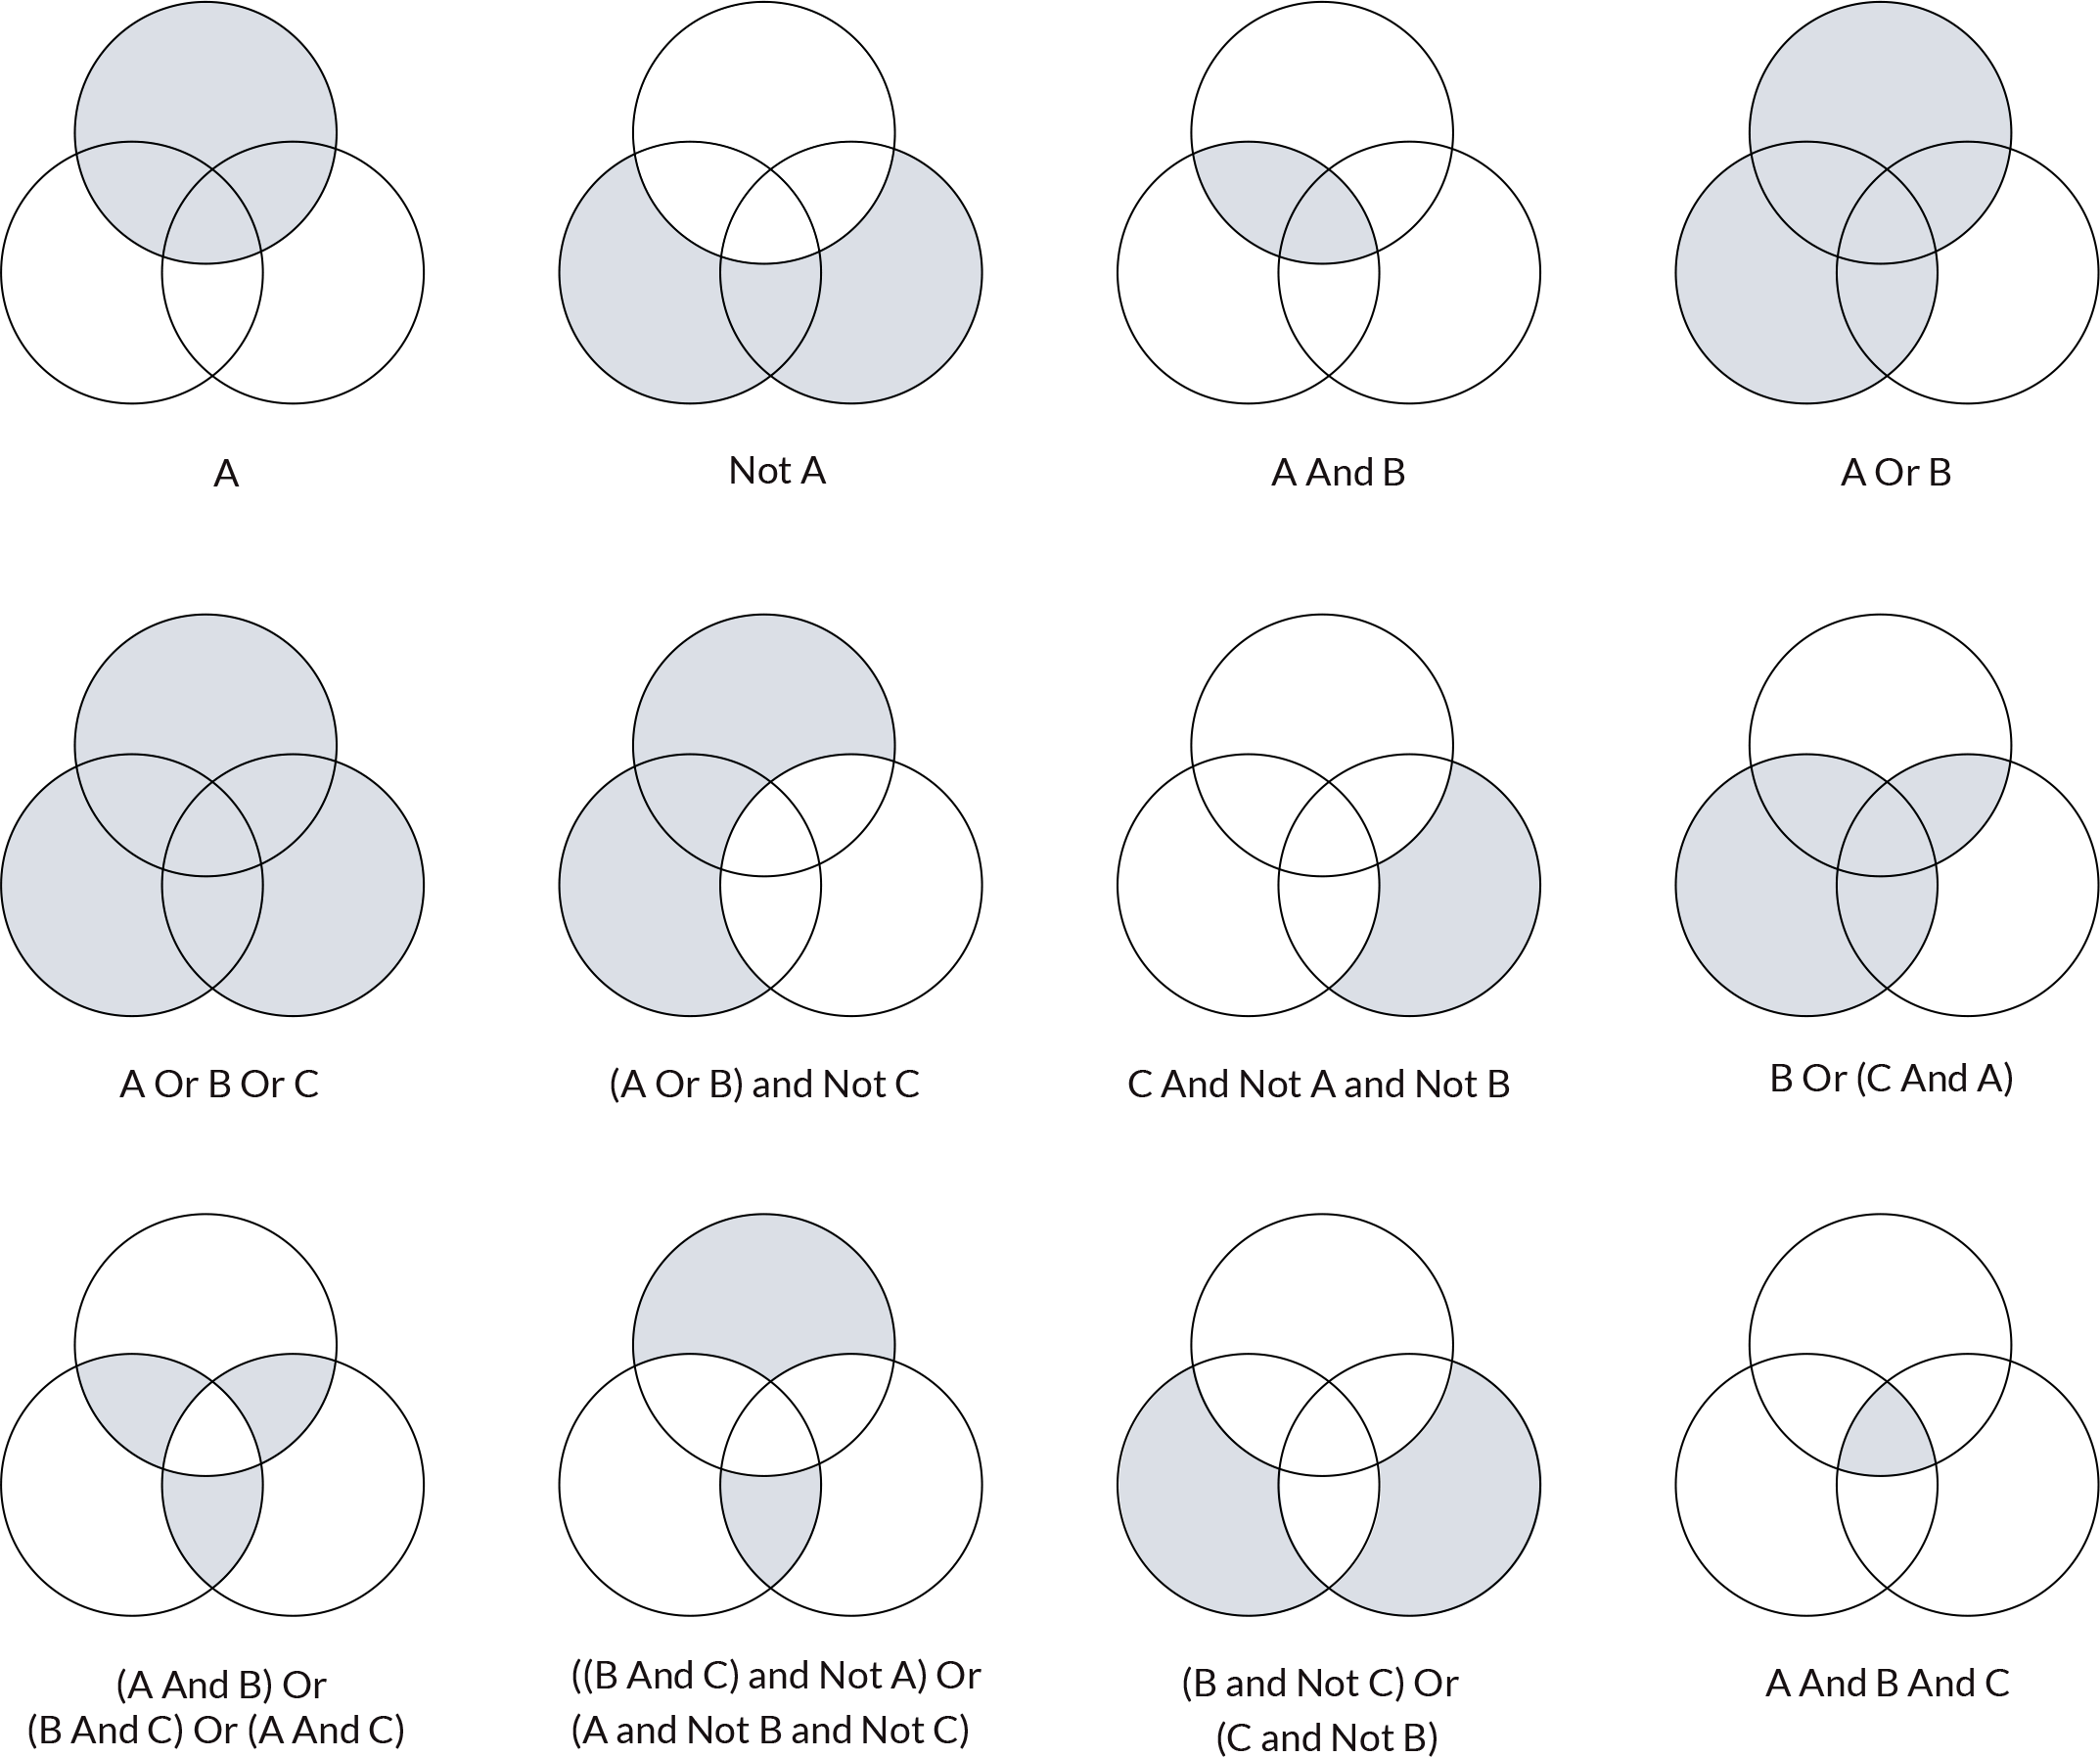 A
Not A
A And B
A Or B
A Or B Or C
(A Or B) and Not C
C And Not A and Not B
B Or (C And A)
(A And B) Or
(B And C) Or (A And C)
((B And C) and Not A) Or
(A and Not B and Not C)
(B and Not C) Or
(C and Not B)
A And B And C